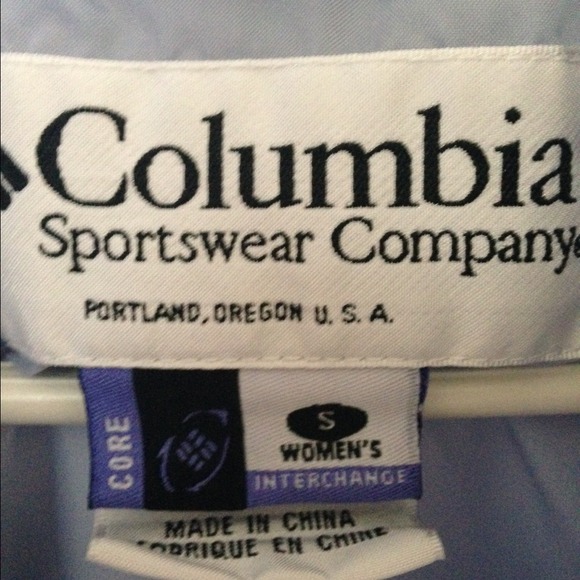 Columbia
Sportswear Company
PORTLAND, OREGON U. S. A.
CORE
S
WOMEN'S
INTERCHANGE
MADE IN CHINA
FABRIQUE EN CHINE